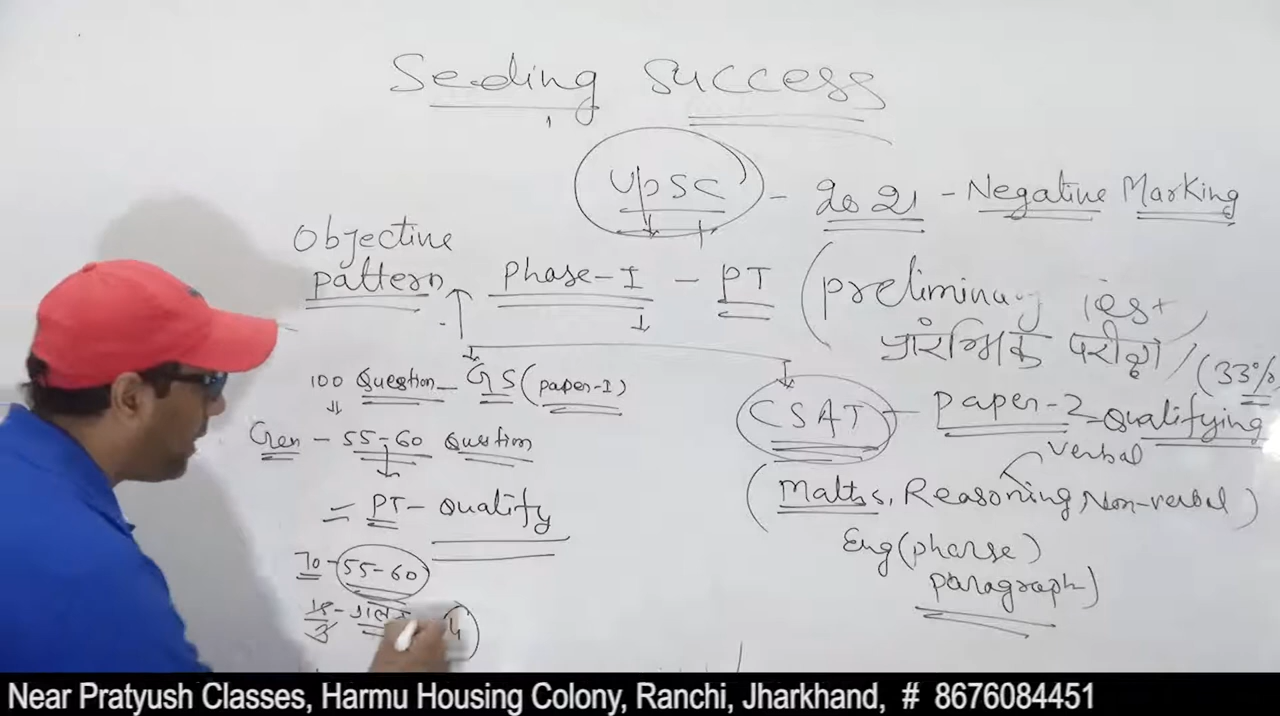 Seeding Success
UPSC - 2021 - Negative Marking
Objective
pattern
Phase-I - PT (preliminary test
प्रारंभिक परीक्षा
100 Question - GS (paper-I)
Gen - 55-60 Question
= PT - Qualify
70 - 55-60
(33%
CSAT - paper-2 - Qualifying
Verbal
(Maths, Reasoning Non-verbal)
Eng (pharse)
paragraph)
Near Pratyush Classes, Harmu Housing Colony, Ranchi, Jharkhand, # 8676084451